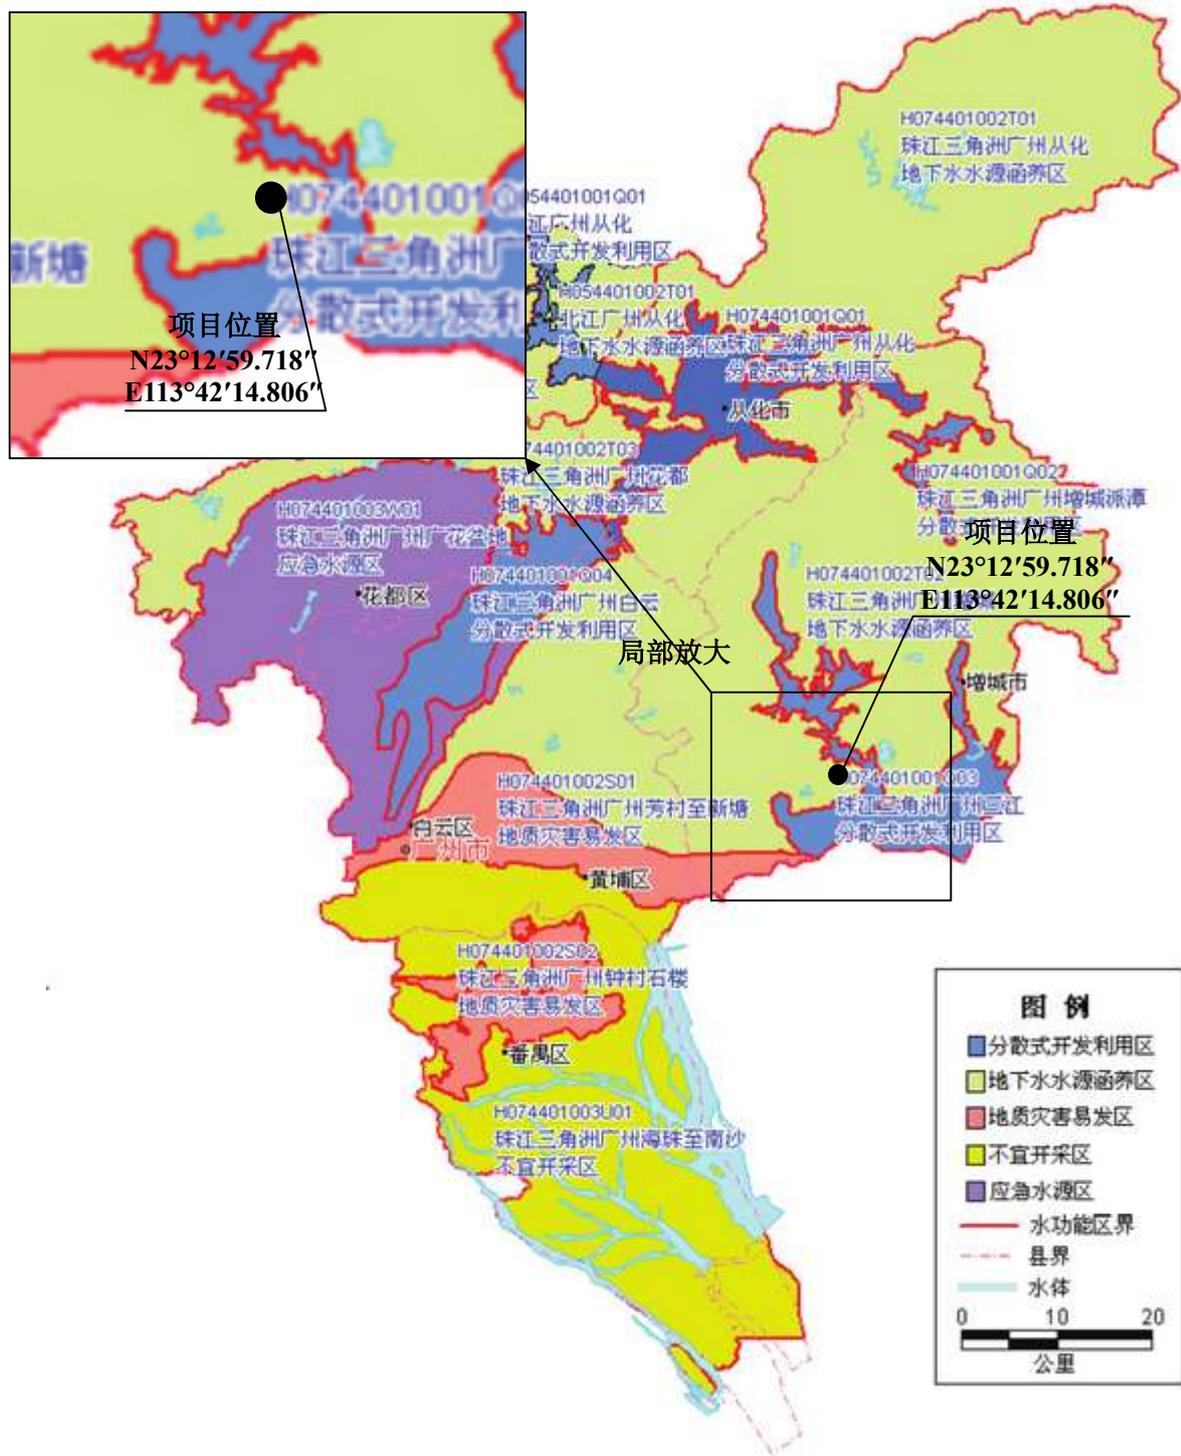 H074401002T01
珠江三角洲广州从化
地下水水源涵养区
H074401001Q
珠江三角洲广
分散式开发利
新塘
项目位置
N23°12′59.718″
E113°42′14.806″
054401001Q01
江广州从化
散式开发利用区
H054401002T01
北江广州从化
地下水水源涵养区
H074401001Q01
珠江三角洲广州从化
分散式开发利用区
区
从化市
74401002T03
珠江三角洲广州花都
地下水水源涵养区
H074401001Q02
珠江三角洲广州增城派潭
分散式
项目位置
N23°12′59.718″
E113°42′14.806″
H074401003W01
珠江三角洲广州广花盆地
应急水源区
花都区
H074401001Q04
珠江三角洲广州白云
分散式开发利用区
H074401002T
珠江三角洲广
地下水水源涵养区
局部放大
增城市
H074401002S01
珠江三角洲广州芳村至新塘
地质灾害易发区
074401001Q03
珠江三角洲广州三江
分散式开发利用区
白云区
广州市
黄埔区
H074401002S02
珠江三角洲广州钟村石楼
地质灾害易发区
番禺区
H074401003U01
珠江三角洲广州海珠至南沙
不宜开采区
图 例
分散式开发利用区
地下水水源涵养区
地质灾害易发区
不宜开采区
应急水源区
水功能区界
县界
水体
0 10 20
公里